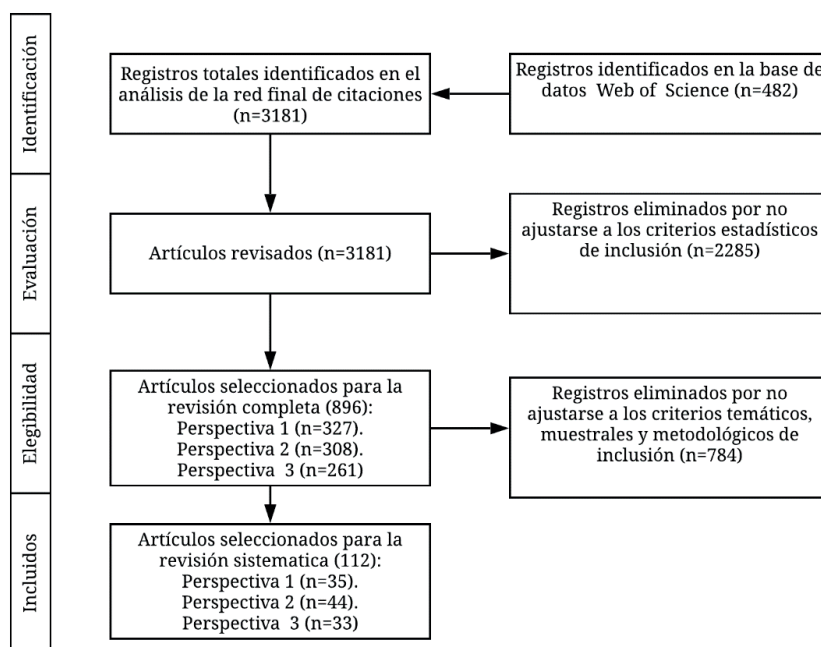 Identificación
Registros totales identificados en el
análisis de la red final de citaciones
(n=3181)
Registros identificados en la base de
datos Web of Science (n=482)
Evaluación
Artículos revisados (n=3181)
Registros eliminados por no
ajustarse a los criterios estadísticos
de inclusión (n=2285)
Elegibilidad
Artículos seleccionados para la
revisión completa (896):
Perspectiva 1 (n=327).
Perspectiva 2 (n=308).
Perspectiva 3 (n=261)
Registros eliminados por no
ajustarse a los criterios temáticos,
muestrales y metodológicos de
inclusión (n=784)
Incluidos
Artículos seleccionados para la
revisión sistematica (112):
Perspectiva 1 (n=35).
Perspectiva 2 (n=44).
Perspectiva 3 (n=33)